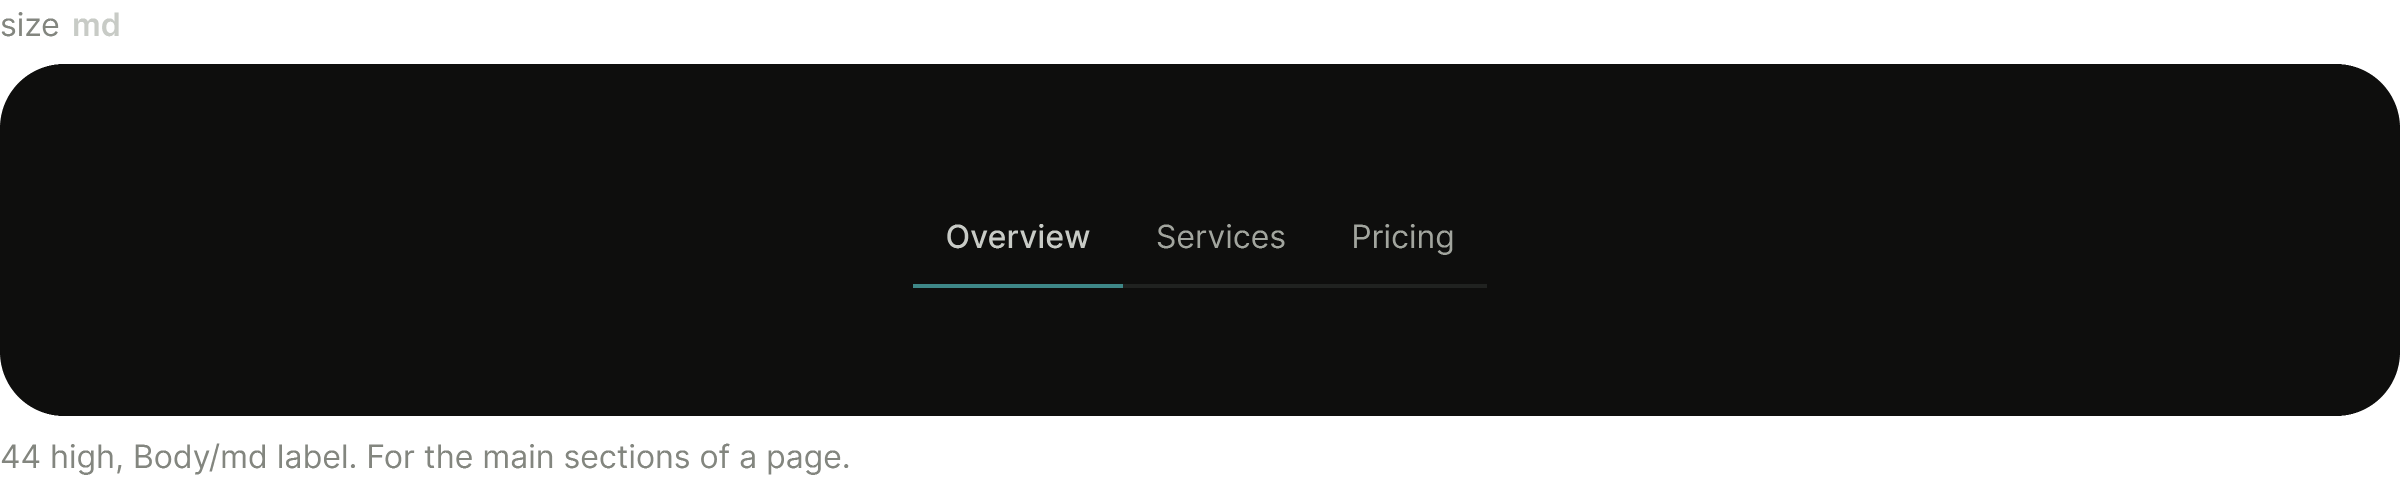 size md
Overview Services Pricing
44 high, Body/md label. For the main sections of a page.